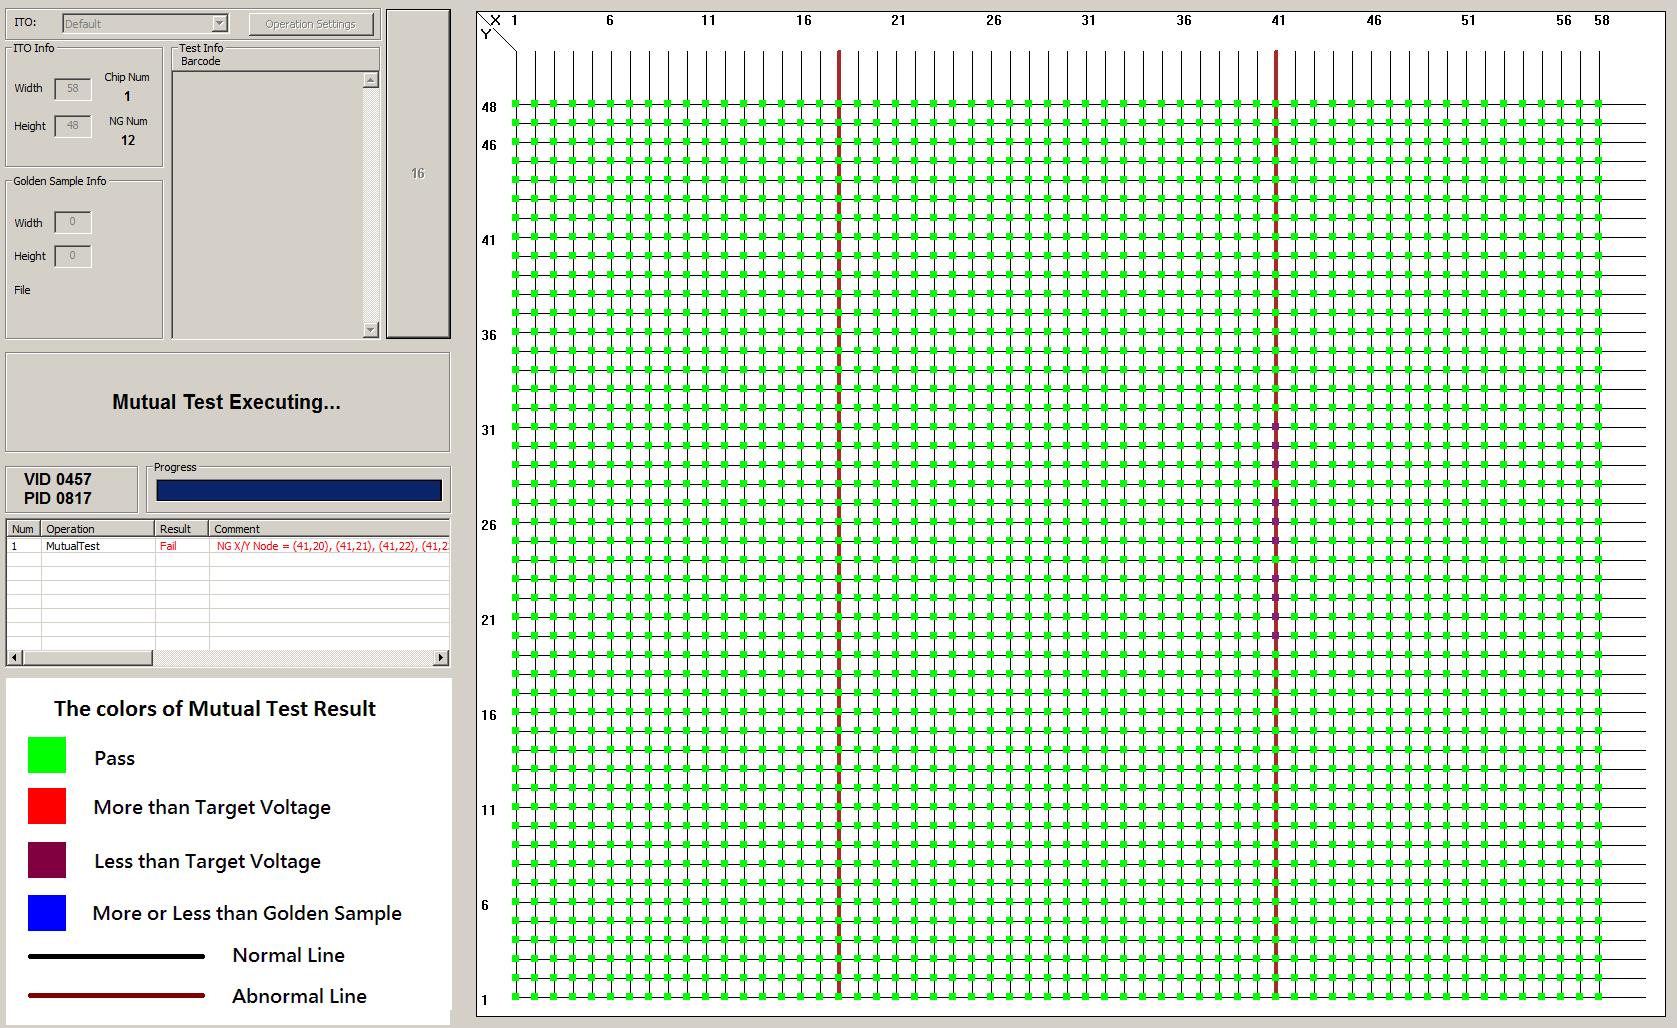 ITO: Default Operation Settings
ITO Info
Width 58
Chip Num
1
Height 48
NG Num
12
Test Info
Barcode
16
Golden Sample Info
Width 0
Height 0
File
Mutual Test Executing...
VID 0457
PID 0817
Progress
Num Operation Result Comment
1 MutualTest Fail NG X/Y Node = (41,20), (41,21), (41,22), (41,2
The colors of Mutual Test Result
Pass
More than Target Voltage
Less than Target Voltage
More or Less than Golden Sample
Normal Line
Abnormal Line
X 1 6 11 16 21 26 31 36 41 46 51 56 58
Y
48
46
41
36
31
26
21
16
11
6
1